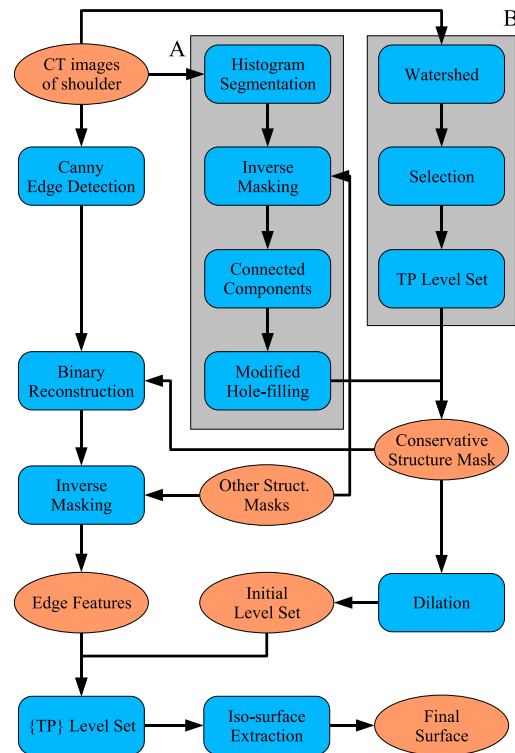 A
B
CT images
of shoulder
Histogram
Segmentation
Watershed
Canny
Edge Detection
Inverse
Masking
Selection
Connected
Components
TP Level Set
Binary
Reconstruction
Modified
Hole-filling
Conservative
Structure Mask
Inverse
Masking
Other Struct.
Masks
Edge Features
Initial
Level Set
Dilation
{TP} Level Set
Iso-surface
Extraction
Final
Surface